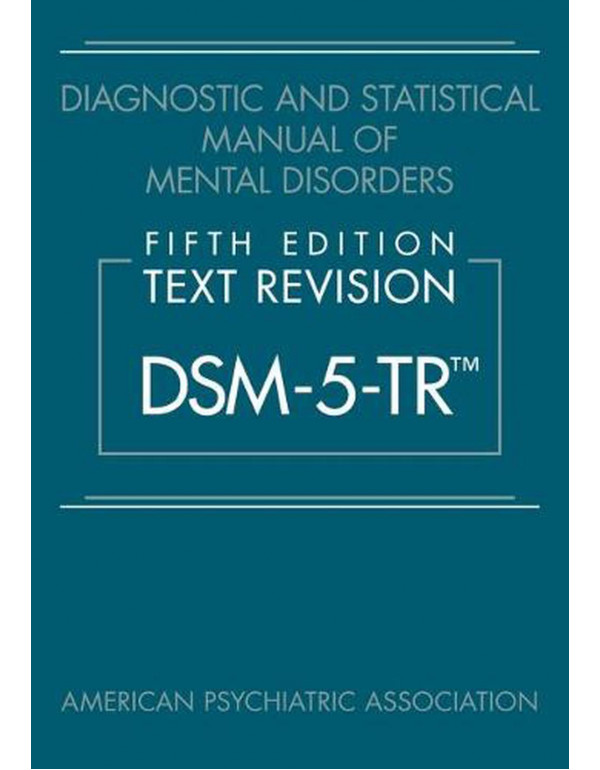 DIAGNOSTIC AND STATISTICAL
MANUAL OF
MENTAL DISORDERS
FIFTH EDITION
TEXT REVISION
DSM-5-TR™
AMERICAN PSYCHIATRIC ASSOCIATION